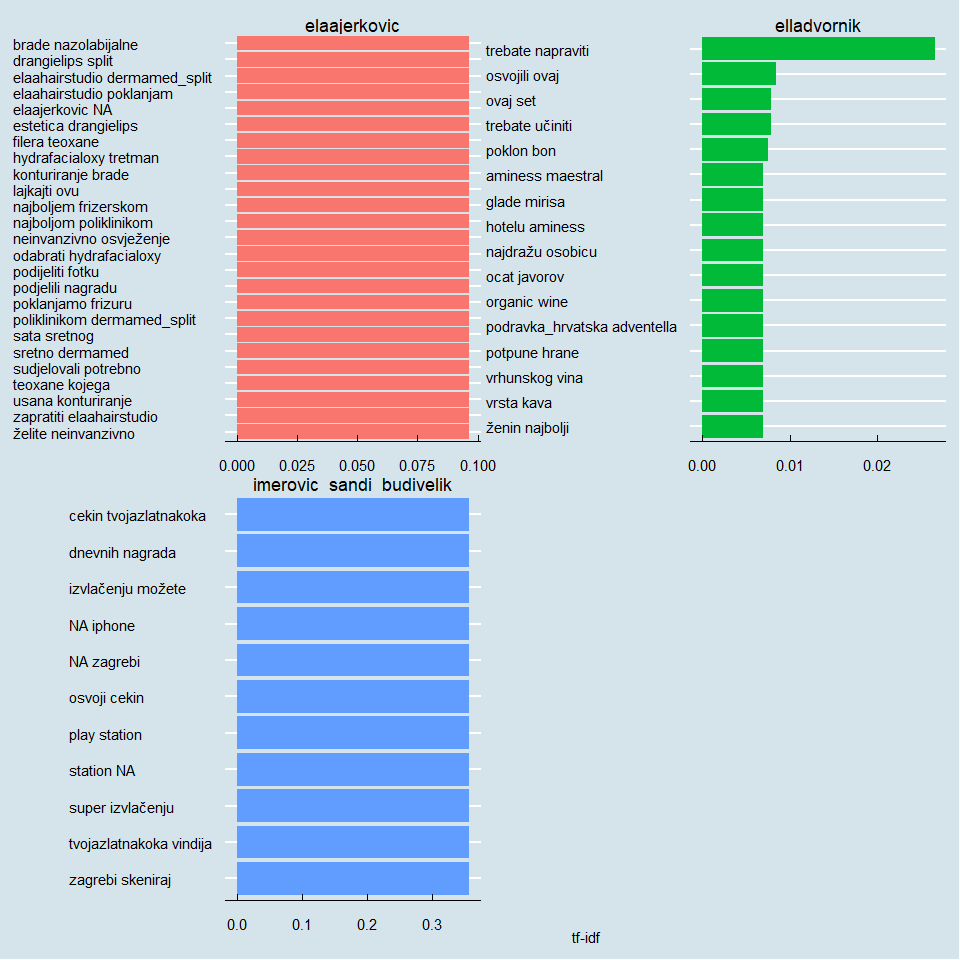 elaajerkovic
brade nazolabijalne
drangielips split
elaahairstudio dermamed_split
elaahairstudio poklanjam
elaajerkovic NA
estetica drangielips
filera teoxane
hydrafacialoxy tretman
konturiranje brade
lajkajti ovu
najboljem frizerskom
najboljom poliklinikom
neinvanzivno osvježenje
odabrati hydrafacialoxy
podijeliti fotku
podjelili nagradu
poklanjamo frizuru
poliklinikom dermamed_split
sata sretnog
sretno dermamed
sudjelovali potrebno
teoxane kojega
usana konturiranje
zapratiti elaahairstudio
želite neinvanzivno
0.000 0.025 0.050 0.075 0.100
elladvornik
trebate napraviti
osvojili ovaj
ovaj set
trebate učiniti
poklon bon
aminess maestral
glade mirisa
hotelu aminess
najdražu osobicu
ocat javorov
organic wine
podravka_hrvatska adventella
potpune hrane
vrhunskog vina
vrsta kava
ženin najbolji
0.00 0.01 0.02
imerovic sandi budivelik
cekin tvojazlatnakoka
dnevnih nagrada
izvlačenju možete
NA iphone
NA zagrebi
osvoji cekin
play station
station NA
super izvlačenju
tvojazlatnakoka vindija
zagrebi skeniraj
0.0 0.1 0.2 0.3
tf-idf